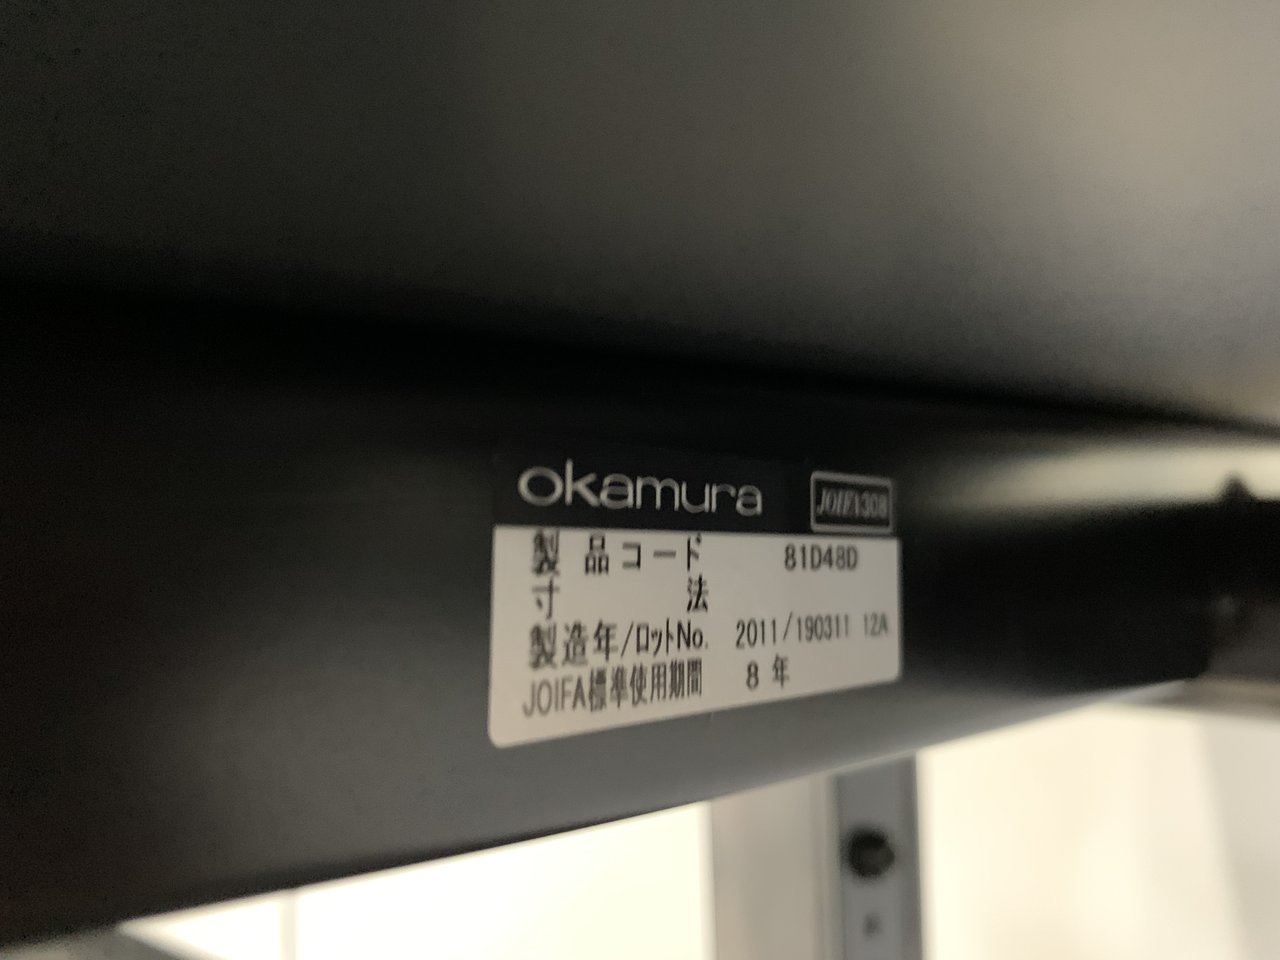 okamura JOIFA308
製品コード 81D48D
寸法
製造年/ロットNo. 2011/190311 12A
JOIFA標準使用期間 8年